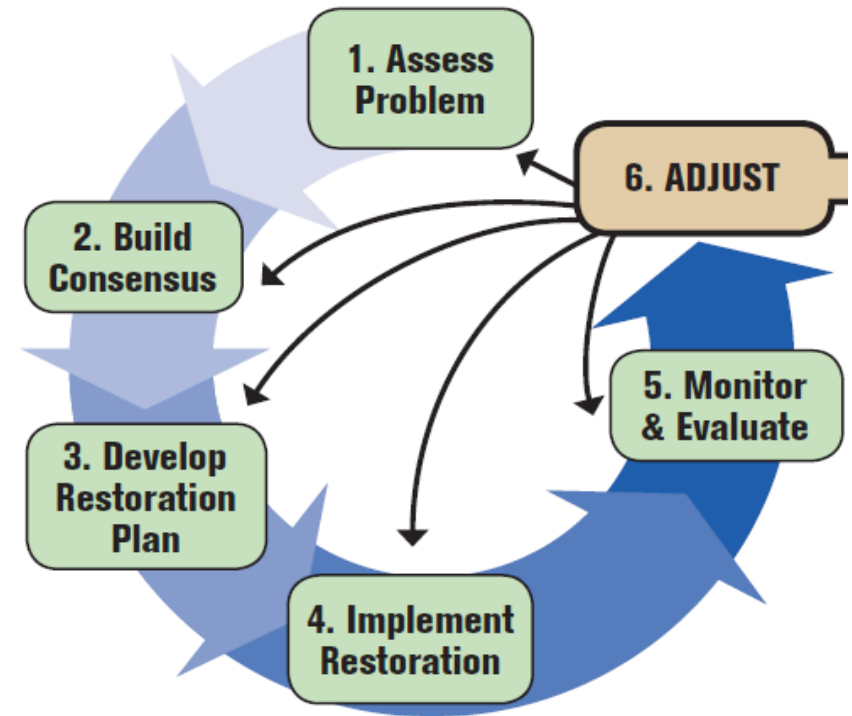 1. Assess
Problem
6. ADJUST
2. Build
Consensus
5. Monitor
& Evaluate
3. Develop
Restoration
Plan
4. Implement
Restoration